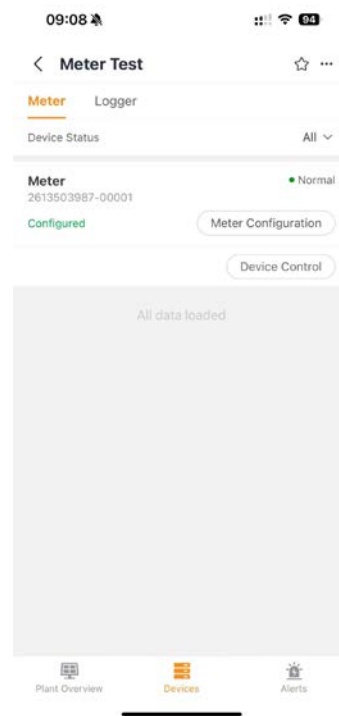 09:08
94
Meter Test
Meter Logger
Device Status All
Meter Normal
2613503987-00001
Configured Meter Configuration
Device Control
All data loaded
Plant Overview Devices Alerts